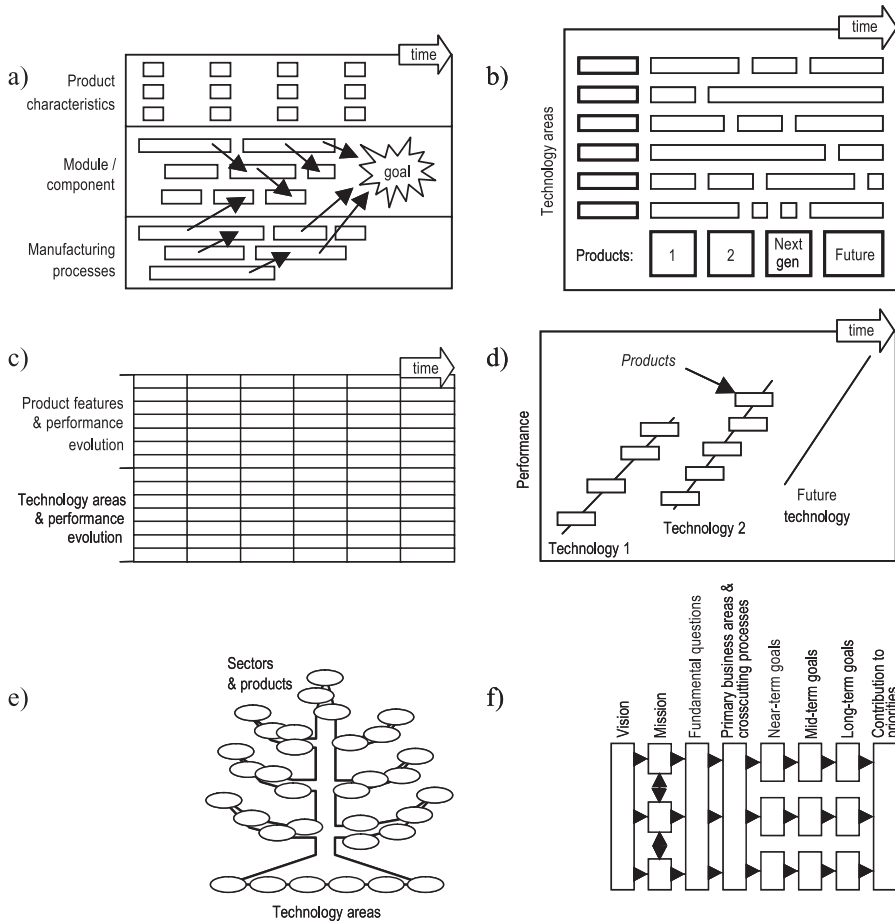 a)
time
Product
characteristics
Module /
component
goal
Manufacturing
processes
b)
time
Technology areas
Products:
1
2
Next
gen
Future
c)
time
Product features
& performance
evolution
Technology areas
& performance
evolution
d)
time
Products
Performance
Technology 1
Technology 2
Future
technology
e)
Sectors
& products
Technology areas
f)
Vision
Mission
Fundamental questions
Primary business areas &
crosscutting processes
Near-term goals
Mid-term goals
Long-term goals
Contribution to
priorities